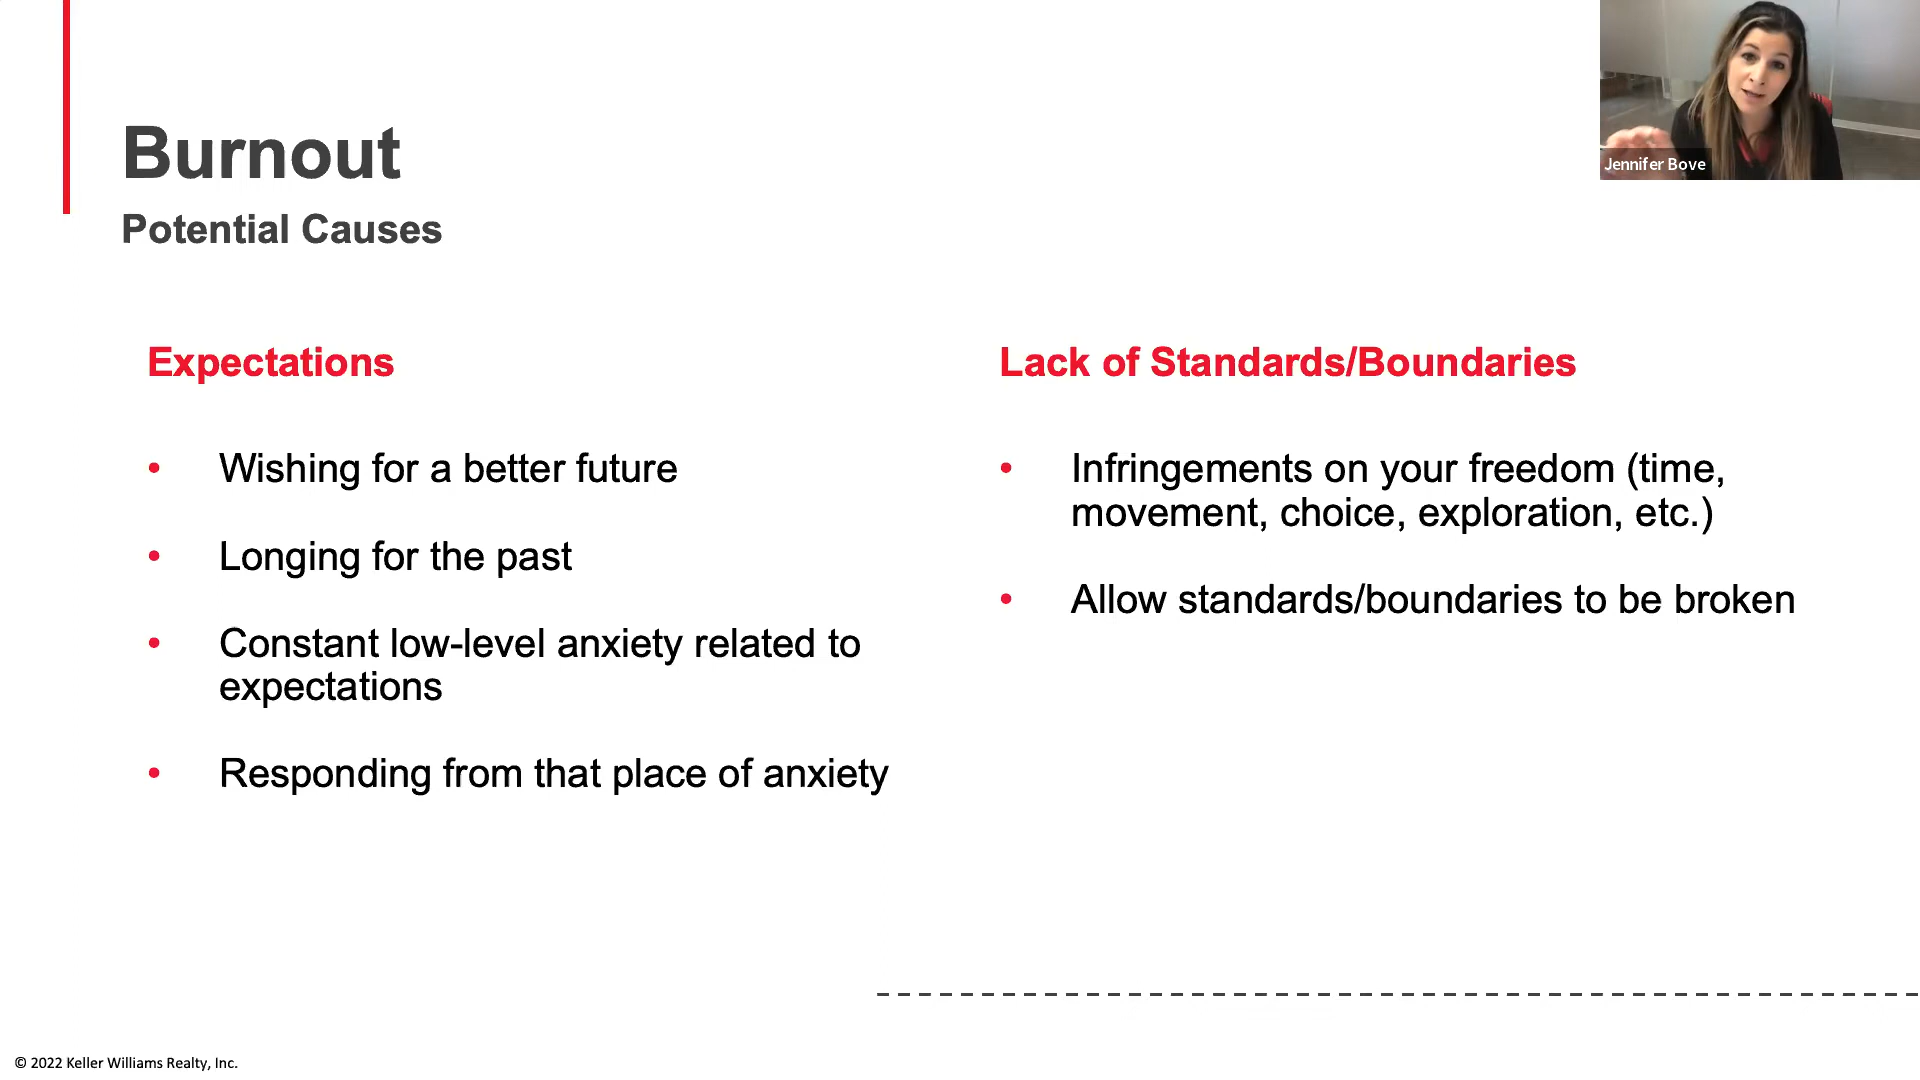 Burnout
Potential Causes
Jennifer Bove
Expectations
• Wishing for a better future
• Longing for the past
• Constant low-level anxiety related to
expectations
• Responding from that place of anxiety
Lack of Standards/Boundaries
• Infringements on your freedom (time,
movement, choice, exploration, etc.)
• Allow standards/boundaries to be broken
© 2022 Keller Williams Realty, Inc.